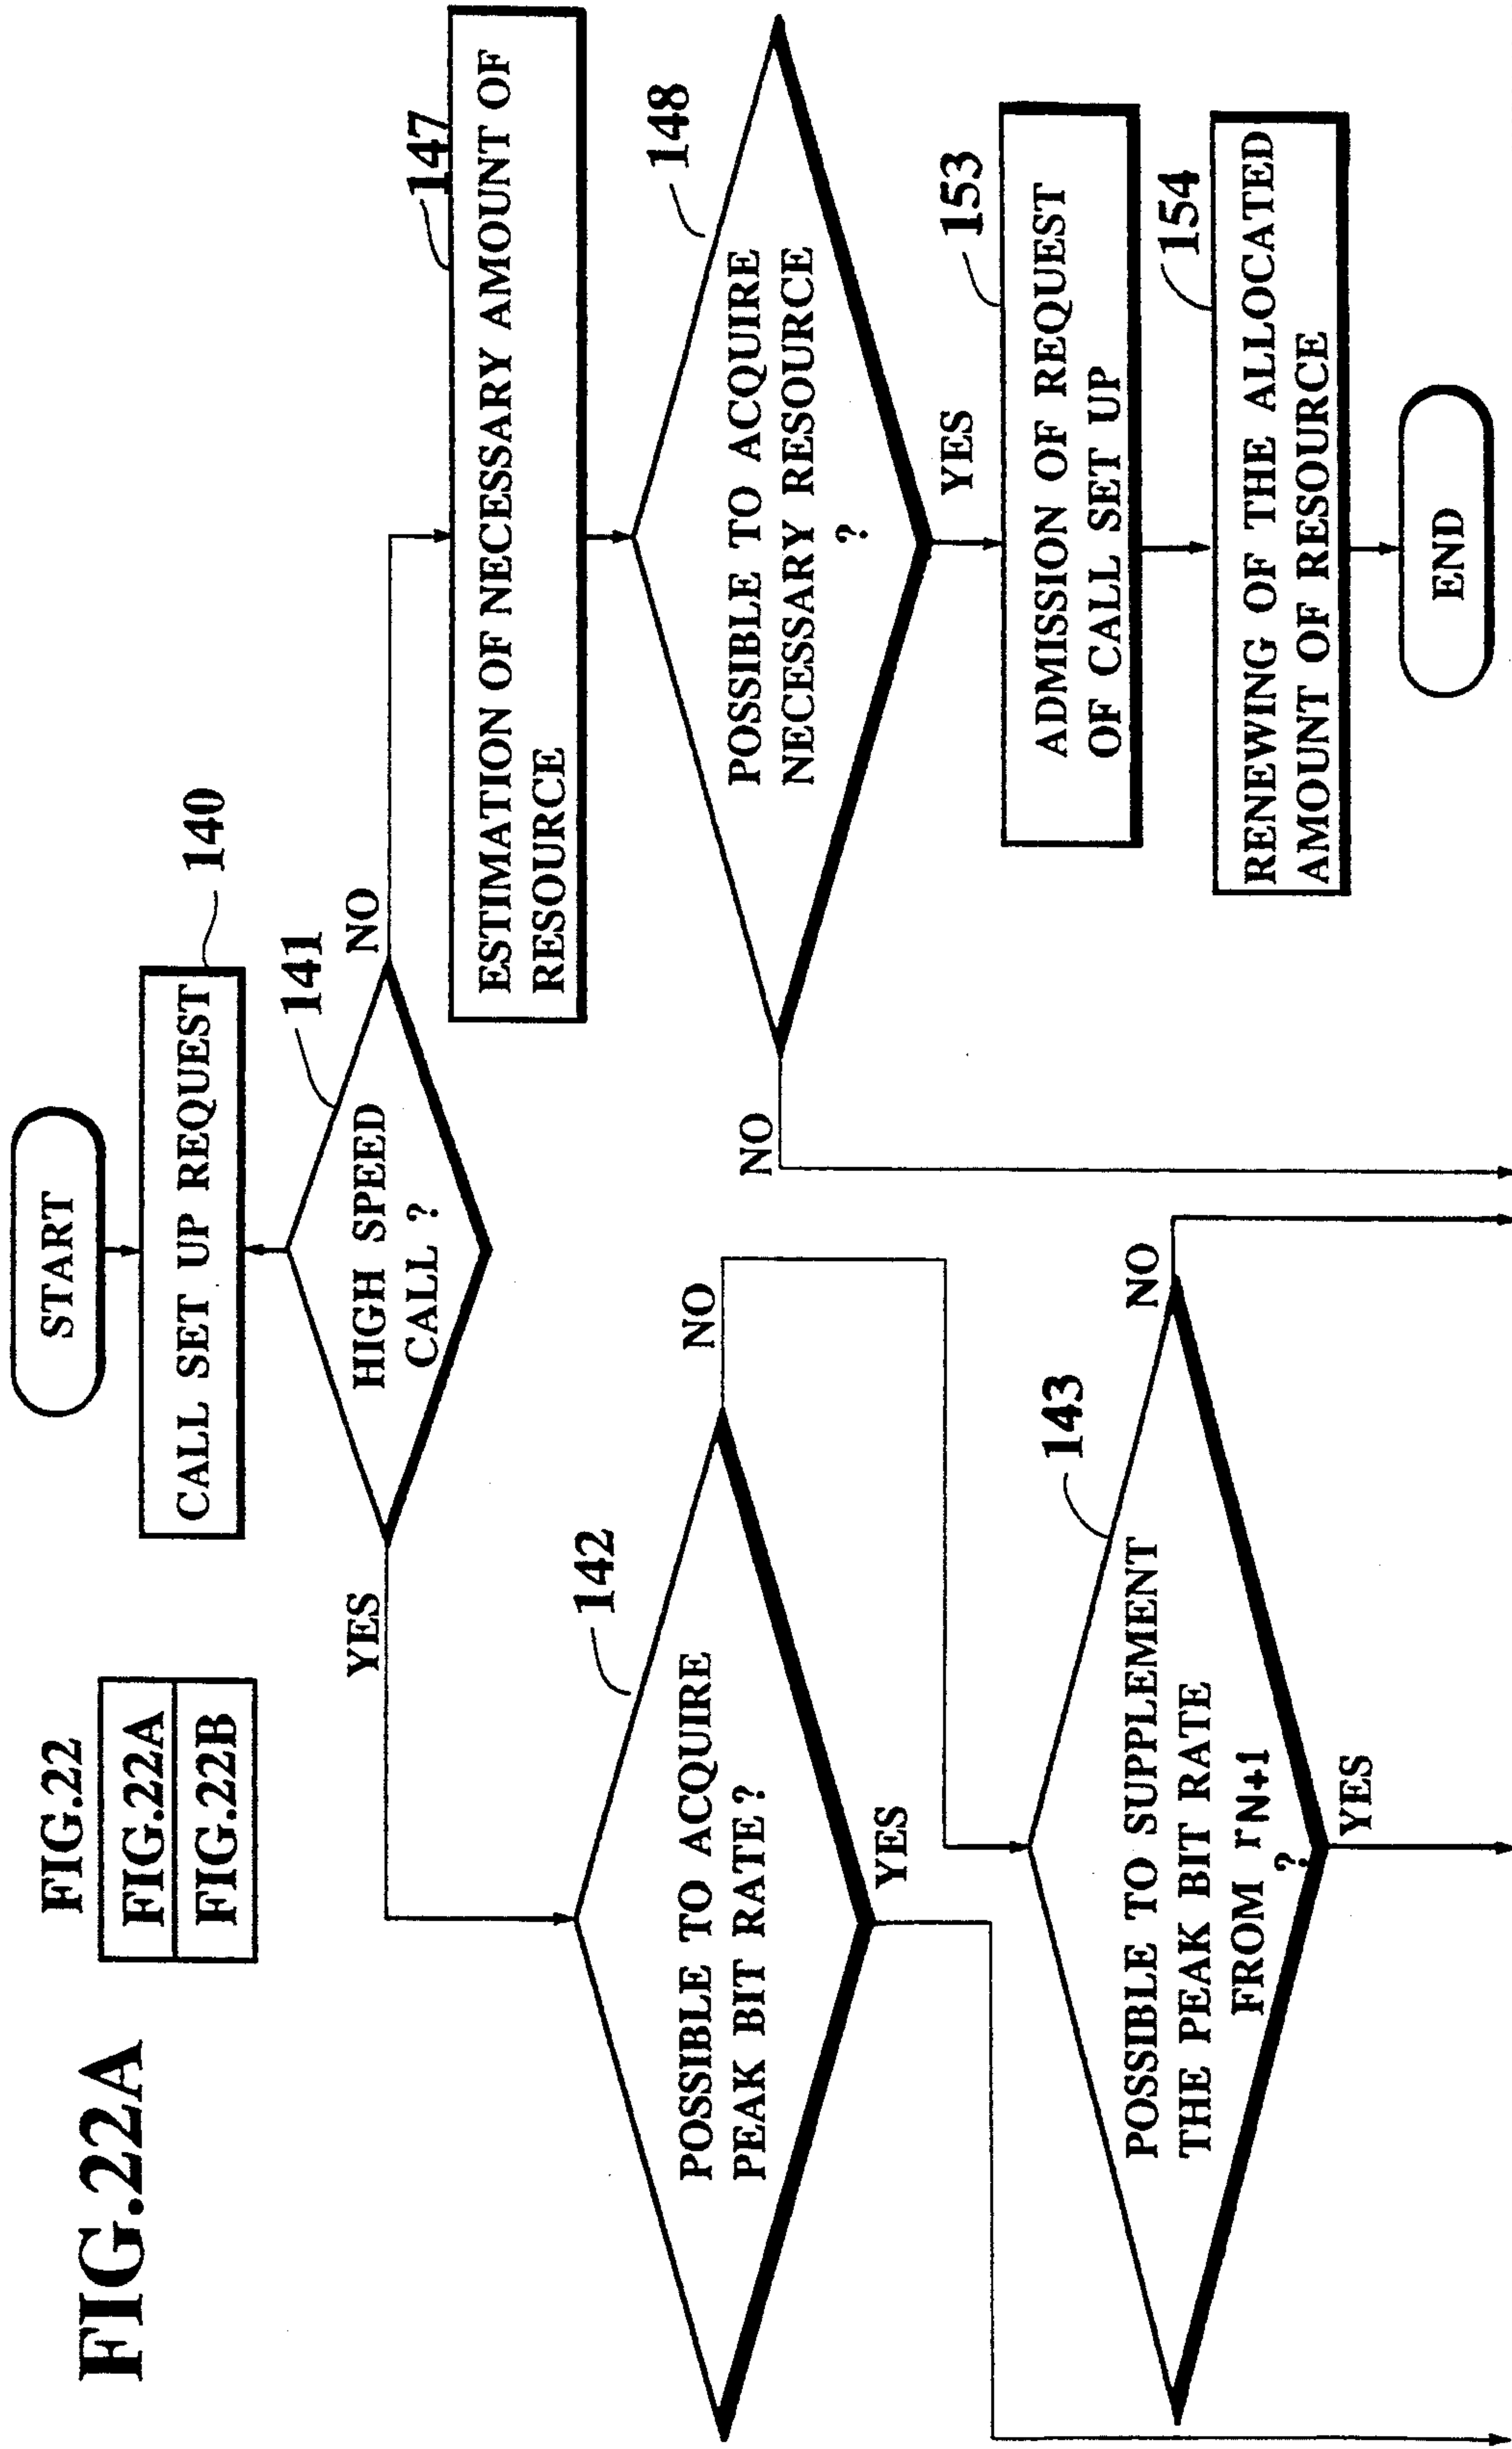 FIG.22A
FIG.22
FIG.22A
FIG.22B
START
CALL SET UP REQUEST
140
141
HIGH SPEED
CALL ?
YES
NO
142
POSSIBLE TO ACQUIRE
PEAK BIT RATE?
NO
YES
143
POSSIBLE TO SUPPLEMENT
THE PEAK BIT RATE
FROM rN+1
?
NO
YES
147
ESTIMATION OF NECESSARY AMOUNT OF
RESOURCE
148
POSSIBLE TO ACQUIRE
NECESSARY RESOURCE
?
NO
YES
153
ADMISSION OF REQUEST
OF CALL SET UP
154
RENEWING OF THE ALLOCATED
AMOUNT OF RESOURCE
END